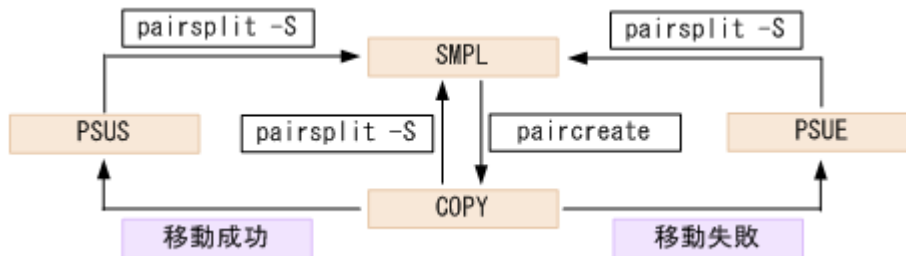 pairsplit -S
pairsplit -S
SMPL
PSUS
pairsplit -S
paircreate
PSUE
COPY
移動成功
移動失敗